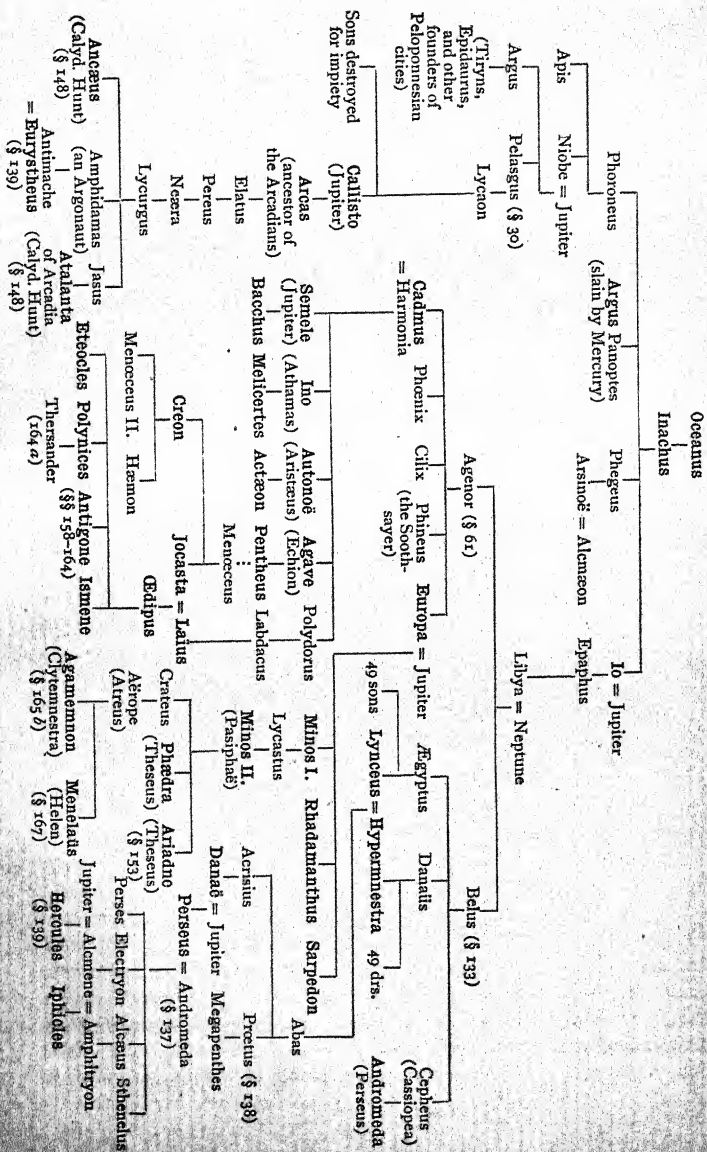 Oceanus
Inachus
Phoroneus Argus Panoptes Phegeus Io = Jupiter
(slain by Mercury)
Arsinoë = Alcmæon Epaphus
Apis Niobe = Jupiter
Libya = Neptune
Argus Pelasgus (§ 30)
(Tiryns,
Epidaurus,
and other
founders of
Peloponnesian
cities)
Lycaon
Agenor (§ 61) Belus (§ 133)
Sons destroyed
for impiety
Callisto
(Jupiter)
Cadmus Phœnix Cilix Phineus Europa = Jupiter Ægyptus Danaüs Cepheus
= Harmonia (the Sooth-
sayer)
(Cassiopea)
49 sons Lynceus = Hypermnestra 49 drs. Andromeda
(Perseus)
Arcas
(ancestor of
the Arcadians)
Semele Ino Autonoë Agave Polydorus
(Jupiter) (Athamas) (Aristæus) (Echion)
Minos I. Rhadamanthus Sarpedon
Abas
Elatus
Bacchus Melicertes Actæon Pentheus Labdacus
Lycastus
Acrisius Prœtus (§ 138)
Pereus
Menœceus
Minos II.
(Pasiphaë)
Danaë = Jupiter Megapenthes
Neæra
Creon Jocasta = Laius
Crateus Phædra Ariadne
(Theseus) (Theseus)
(§ 153)
Perseus = Andromeda
(§ 137)
Lycurgus
Menœceus II. Hæmon
Œdipus
Aërope
(Atreus)
Perses Electryon Alcæus Sthenelus
Ancæus Amphidamas Jasus
(Calyd. Hunt) (an Argonaut)
(§ 148)
Antimache Atalanta
= Eurystheus of Arcadia
(§ 139) (Calyd. Hunt)
(§ 148)
Eteocles Polynices Antigone Ismene
(§§ 158-164)
Thersander
(164 a)
Agamemnon Menelaüs
(Clytemnestra) (Helen)
(§ 165 b) (§ 167)
Jupiter = Alcmene = Amphitryon
Hercules Iphicles
(§ 139)